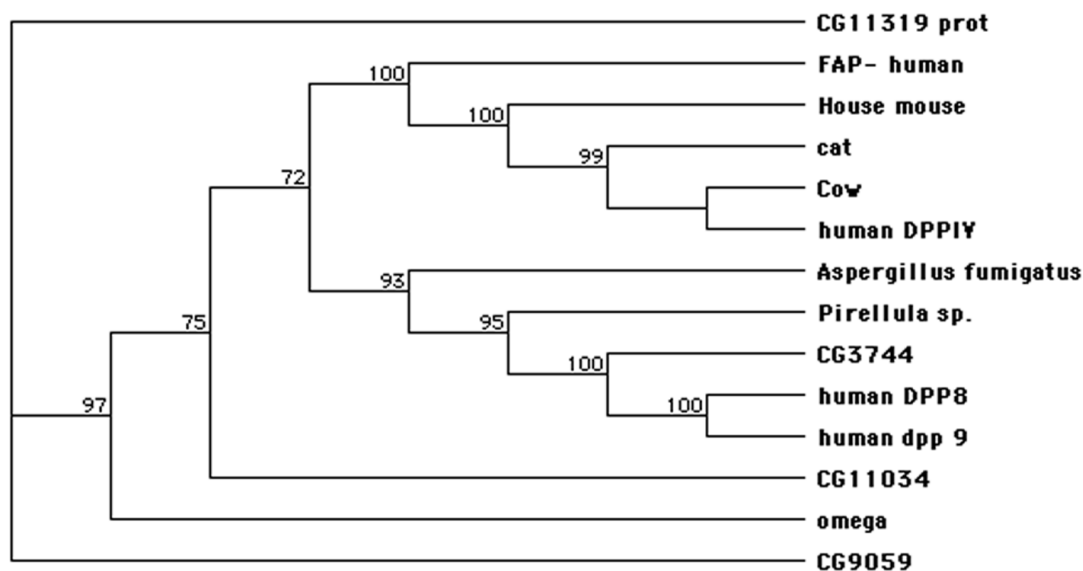 CG11319 prot
FAP- human
100
House mouse
100
cat
99
Cow
72
human DPPIV
Aspergillus fumigatus
93
Pirellula sp.
95
75
CG3744
100
human DPP8
100
97
human dpp 9
CG11034
omega
CG9059